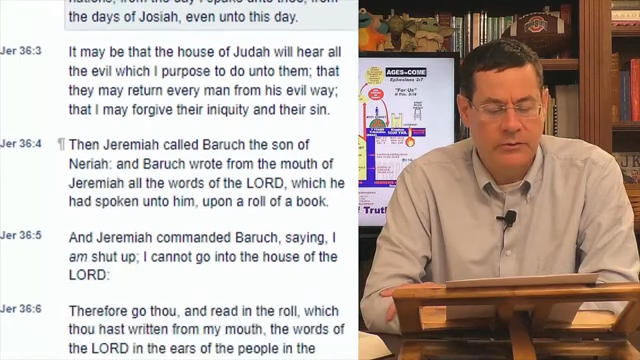 nations, from the day I spake unto thee, from
the days of Josiah, even unto this day.
Jer 36:3
It may be that the house of Judah will hear all
the evil which I purpose to do unto them; that
they may return every man from his evil way;
that I may forgive their iniquity and their sin.
Jer 36:4
¶ Then Jeremiah called Baruch the son of
Neriah: and Baruch wrote from the mouth of
Jeremiah all the words of the LORD, which he
had spoken unto him, upon a roll of a book.
Jer 36:5
And Jeremiah commanded Baruch, saying, I
am shut up; I cannot go into the house of the
LORD:
Jer 36:6
Therefore go thou, and read in the roll, which
thou hast written from my mouth, the words of
the LORD in the ears of the people in the
AGES to COME
Ephesians 2:7
"For Us"
of Truth